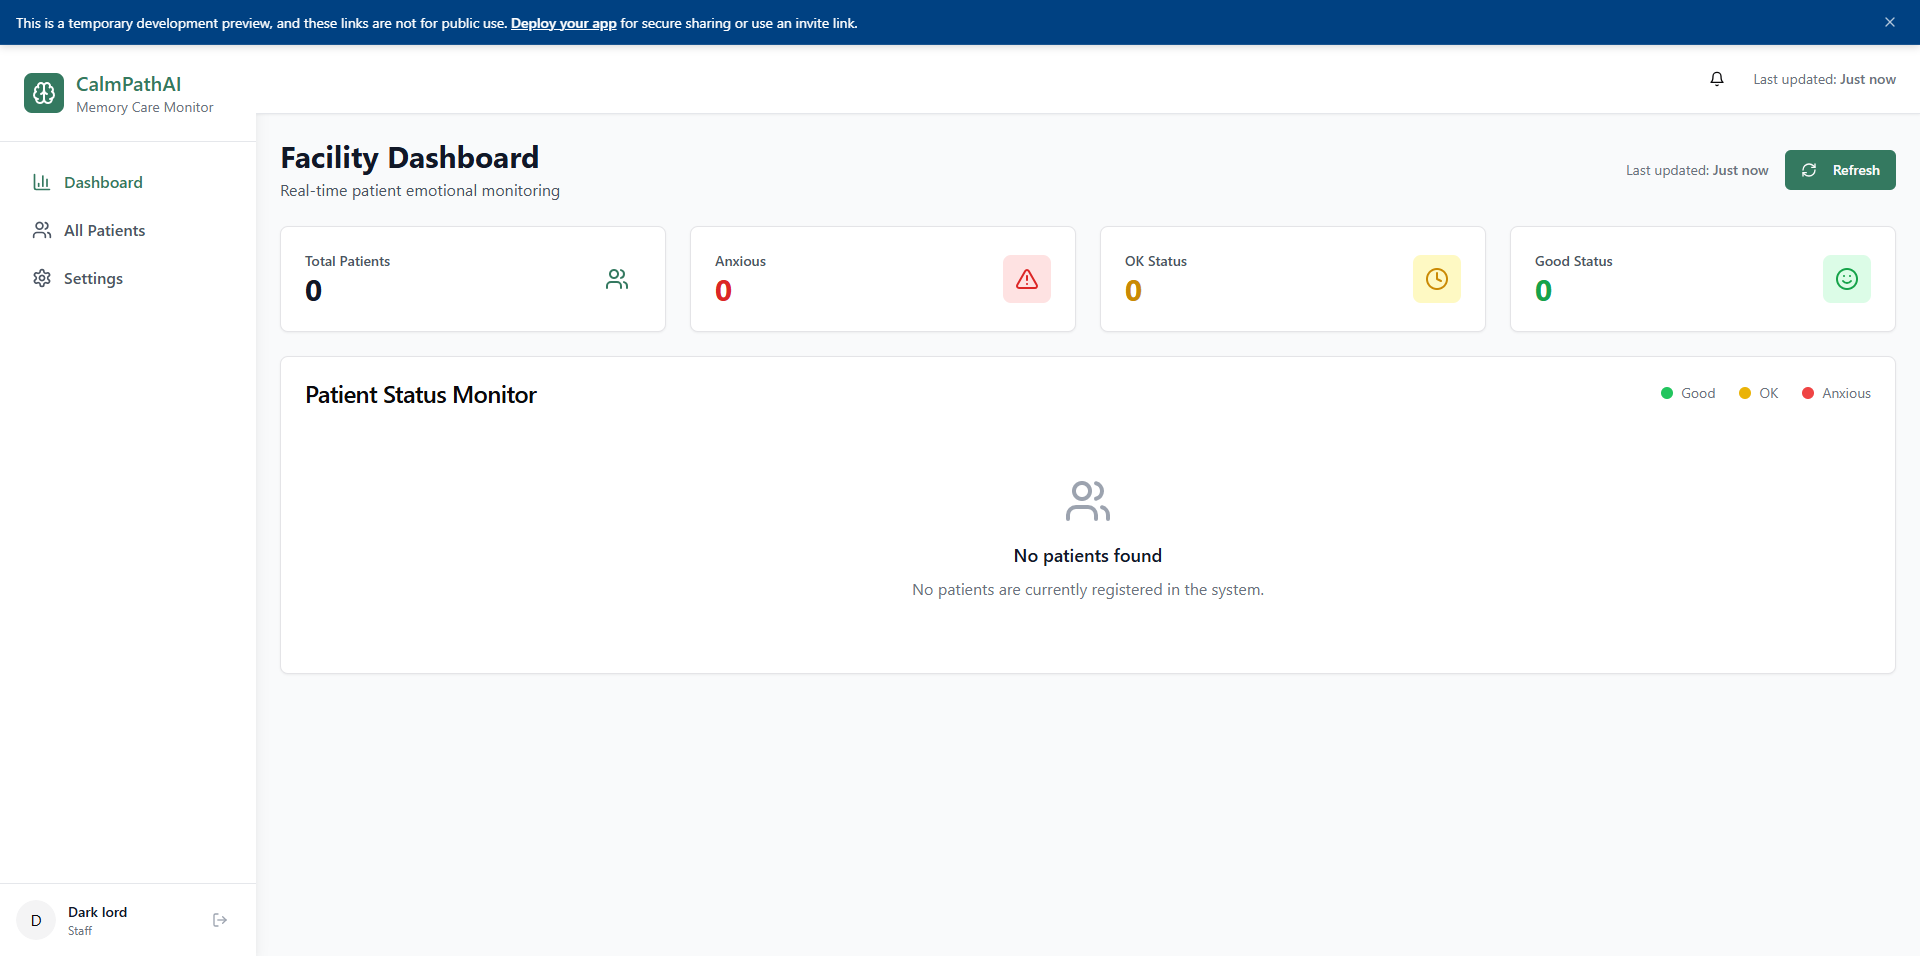 This is a temporary development preview, and these links are not for public use. Deploy your app for secure sharing or use an invite link.
CalmPathAI
Memory Care Monitor
Last updated: Just now
Dashboard
All Patients
Settings
Facility Dashboard
Real-time patient emotional monitoring
Last updated: Just now
Refresh
Total Patients
0
Anxious
0
OK Status
0
Good Status
0
Patient Status Monitor
Good
OK
Anxious
No patients found
No patients are currently registered in the system.
D
Dark lord
Staff